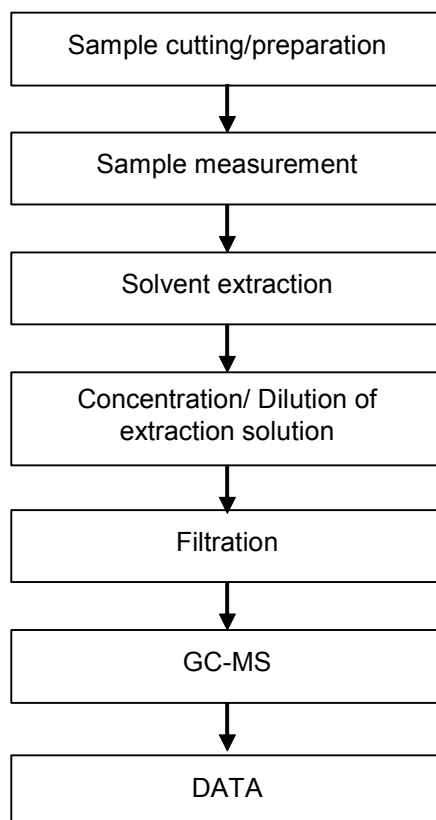 Sample cutting/preparation
Sample measurement
Solvent extraction
Concentration/ Dilution of
extraction solution
Filtration
GC-MS
DATA